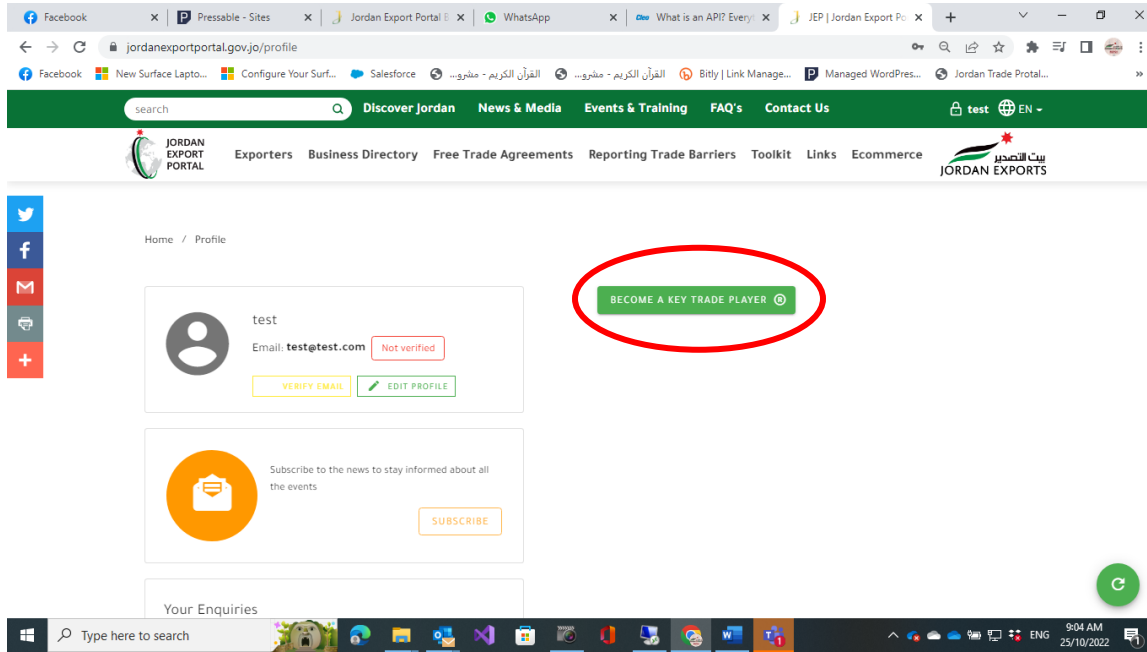 Facebook
Pressable - Sites
Jordan Export Portal B
WhatsApp
What is an API? Every
JEP | Jordan Export Po
jordanexportportal.gov.jo/profile
Facebook
New Surface Lapto...
Configure Your Surf...
Salesforce
القرآن الكريم - مشرو...
القرآن الكريم - مشرو...
Bitly | Link Manage...
Managed WordPres...
Jordan Trade Protal...
search
Discover Jordan
News & Media
Events & Training
FAQ's
Contact Us
test
EN
JORDAN
EXPORT
PORTAL
Exporters
Business Directory
Free Trade Agreements
Reporting Trade Barriers
Toolkit
Links
Ecommerce
بيت التصدير
JORDAN EXPORTS
Home / Profile
BECOME A KEY TRADE PLAYER ®
test
Email: test@test.com
Not verified
VERIFY EMAIL
EDIT PROFILE
Subscribe to the news to stay informed about all
the events
SUBSCRIBE
Your Enquiries
Type here to search
ENG
9:04 AM
25/10/2022